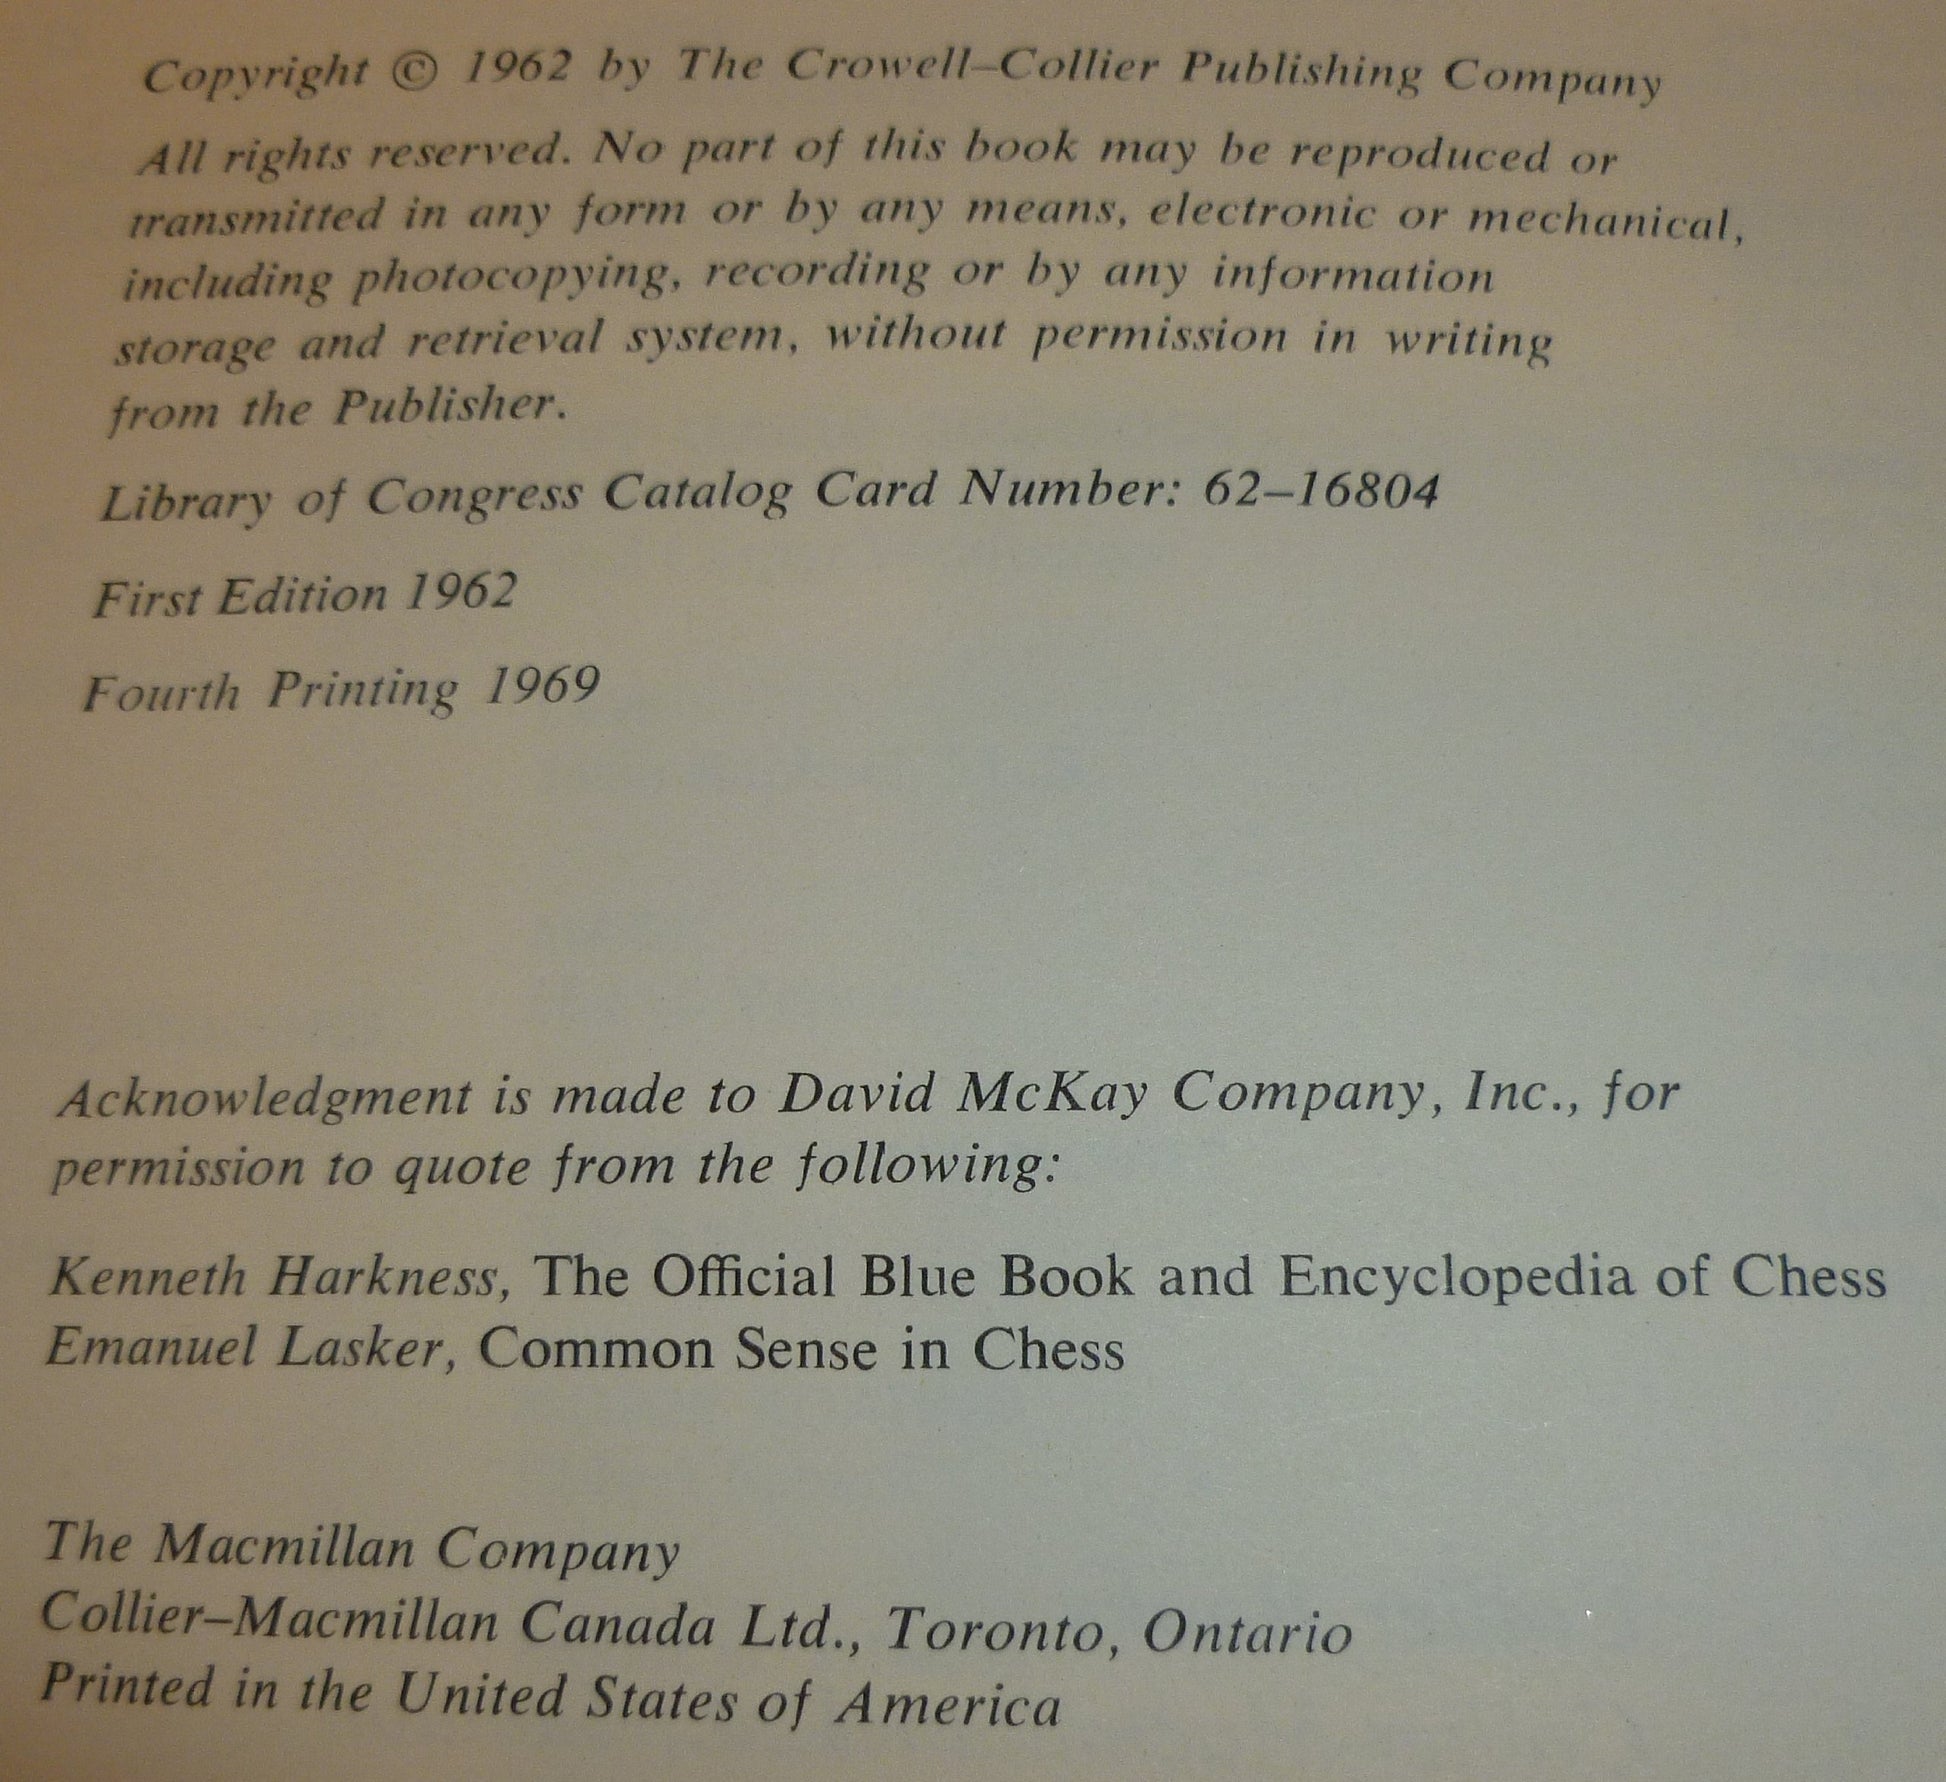 Copyright © 1962 by The Crowell–Collier Publishing Company
All rights reserved. No part of this book may be reproduced or
transmitted in any form or by any means, electronic or mechanical,
including photocopying, recording or by any information
storage and retrieval system, without permission in writing
from the Publisher.
Library of Congress Catalog Card Number: 62–16804
First Edition 1962
Fourth Printing 1969
Acknowledgment is made to David McKay Company, Inc., for
permission to quote from the following:
Kenneth Harkness, The Official Blue Book and Encyclopedia of Chess
Emanuel Lasker, Common Sense in Chess
The Macmillan Company
Collier–Macmillan Canada Ltd., Toronto, Ontario
Printed in the United States of America